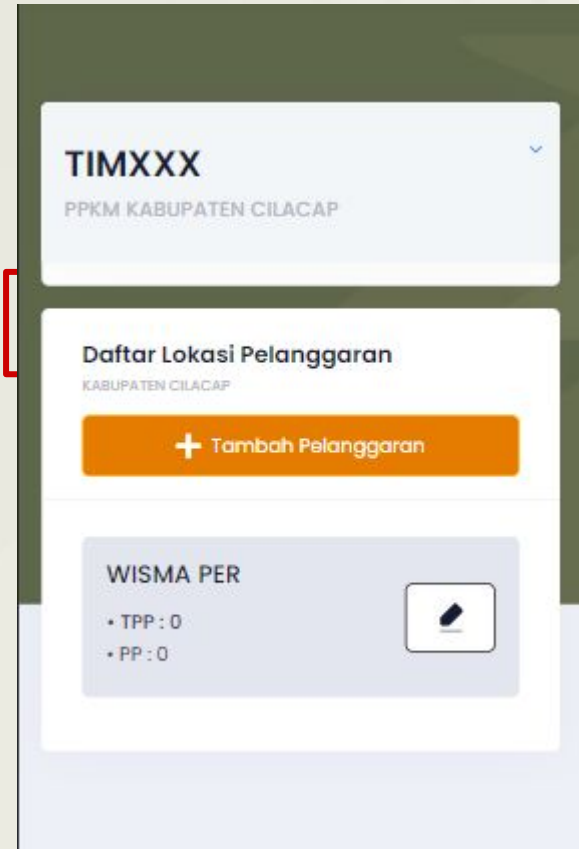 TIMXXX
PPKM KABUPATEN CILACAP
Daftar Lokasi Pelanggaran
KABUPATEN CILACAP
+ Tambah Pelanggaran
WISMA PER
• TPP : 0
• PP : 0